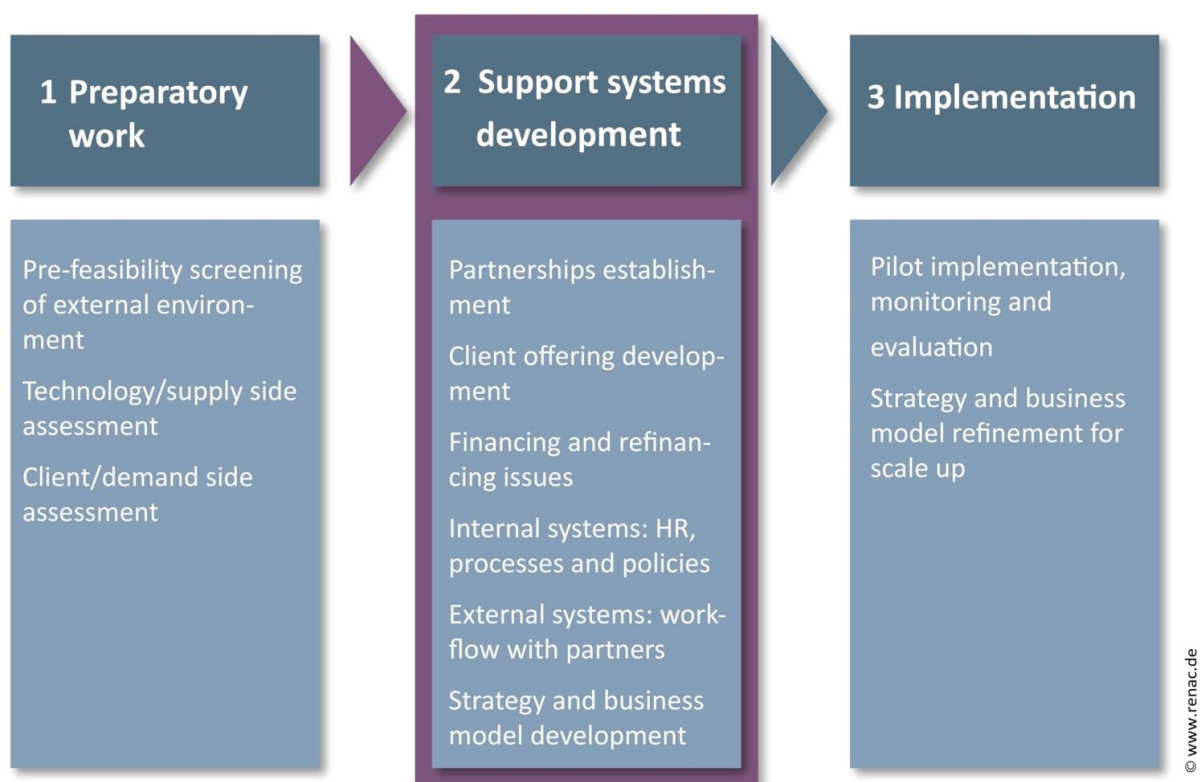 1 Preparatory
work
Pre-feasibility screening
of external environ-
ment
Technology/supply side
assessment
Client/demand side
assessment
2 Support systems
development
Partnerships establish-
ment
Client offering develop-
ment
Financing and refinan-
cing issues
Internal systems: HR,
processes and policies
External systems: work-
flow with partners
Strategy and business
model development
3 Implementation
Pilot implementation,
monitoring and
evaluation
Strategy and business
model refinement for
scale up
© www.renac.de